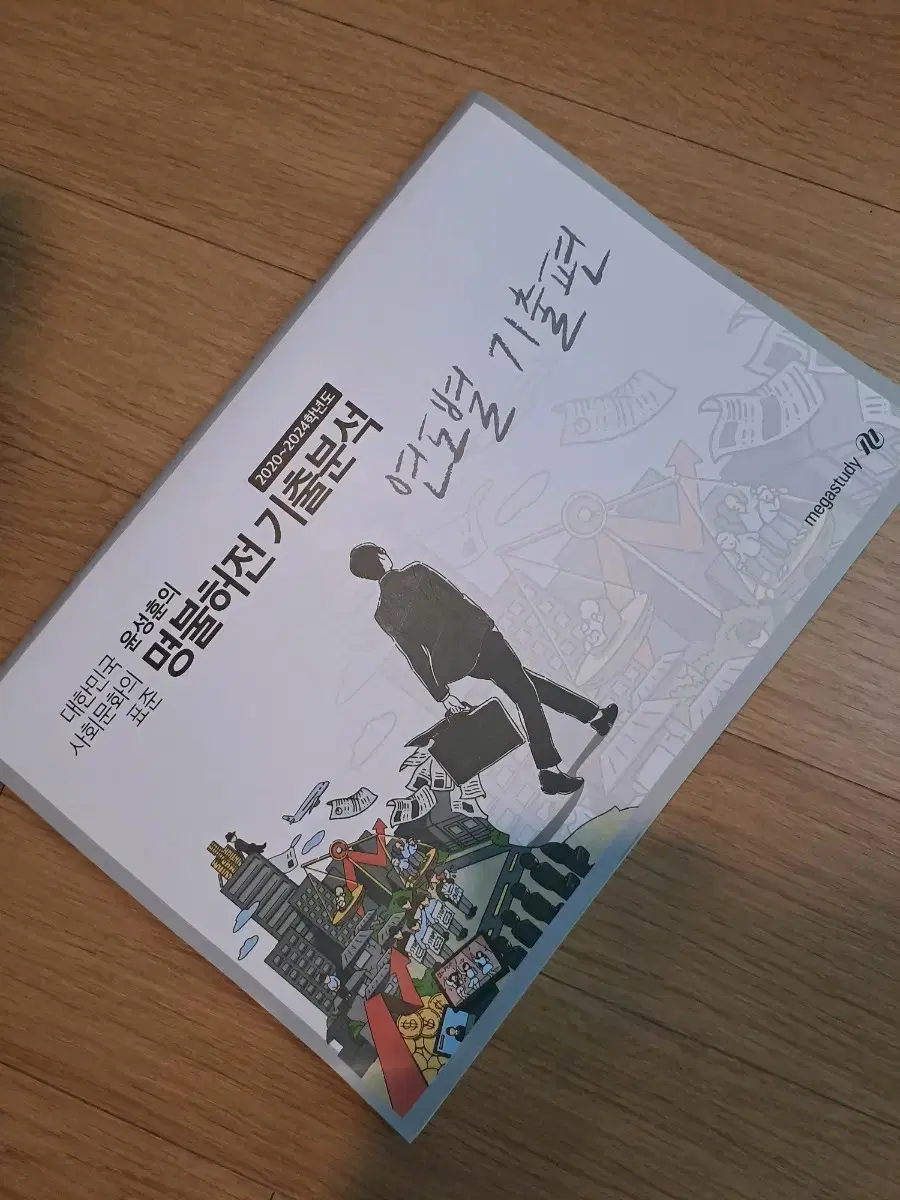 대한민국
사회문화의
표준
윤성훈의
2020~2024학년도
명불허전 기출분석
연도별 기출편
megastudy